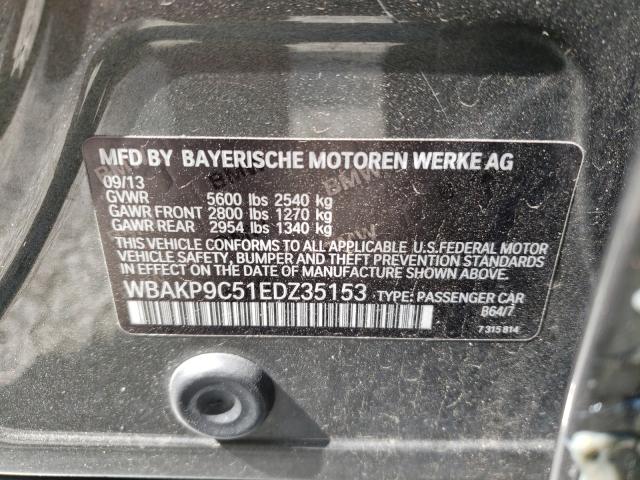 MFD BY BAYERISCHE MOTOREN WERKE AG
09/13
GVWR 5600 lbs 2540 kg
GAWR FRONT 2800 lbs 1270 kg
GAWR REAR 2954 lbs 1340 kg
THIS VEHICLE CONFORMS TO ALL APPLICABLE U.S.FEDERAL MOTOR
VEHICLE SAFETY, BUMPER AND THEFT PREVENTION STANDARDS
IN EFFECT ON THE DATE OF MANUFACTURE SHOWN ABOVE.
WBAKP9C51EDZ35153 TYPE: PASSENGER CAR
B64/7
7 315 814